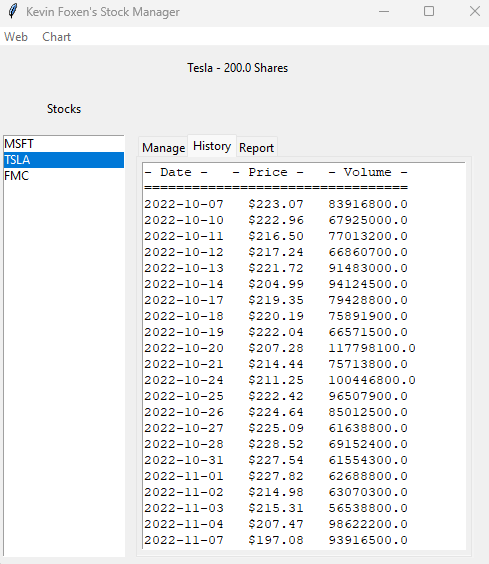 Kevin Foxen's Stock Manager
Web Chart
Tesla - 200.0 Shares
Stocks
MSFT
TSLA
FMC
Manage History Report
- Date - - Price - - Volume -
=================================
2022-10-07 $223.07 83916800.0
2022-10-10 $222.96 67925000.0
2022-10-11 $216.50 77013200.0
2022-10-12 $217.24 66860700.0
2022-10-13 $221.72 91483000.0
2022-10-14 $204.99 94124500.0
2022-10-17 $219.35 79428800.0
2022-10-18 $220.19 75891900.0
2022-10-19 $222.04 66571500.0
2022-10-20 $207.28 117798100.0
2022-10-21 $214.44 75713800.0
2022-10-24 $211.25 100446800.0
2022-10-25 $222.42 96507900.0
2022-10-26 $224.64 85012500.0
2022-10-27 $225.09 61638800.0
2022-10-28 $228.52 69152400.0
2022-10-31 $227.54 61554300.0
2022-11-01 $227.82 62688800.0
2022-11-02 $214.98 63070300.0
2022-11-03 $215.31 56538800.0
2022-11-04 $207.47 98622200.0
2022-11-07 $197.08 93916500.0